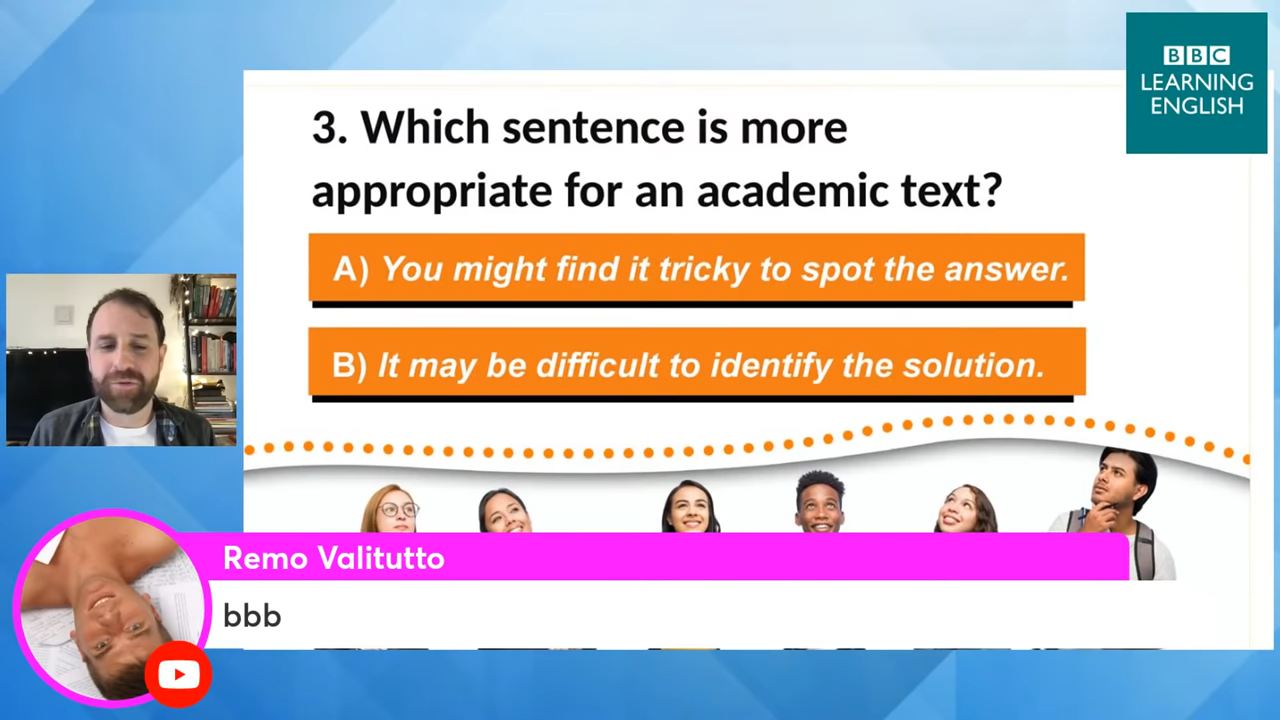 BBC
LEARNING
ENGLISH
3. Which sentence is more
appropriate for an academic text?
A) You might find it tricky to spot the answer.
B) It may be difficult to identify the solution.
Remo Valitutto
bbb